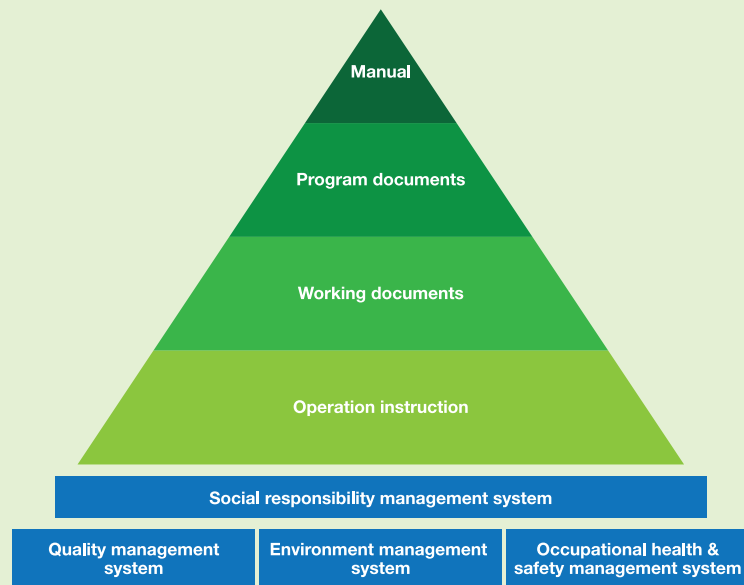 Manual
Program documents
Working documents
Operation instruction
Social responsibility management system
Quality management
system
Environment management
system
Occupational health &
safety management system